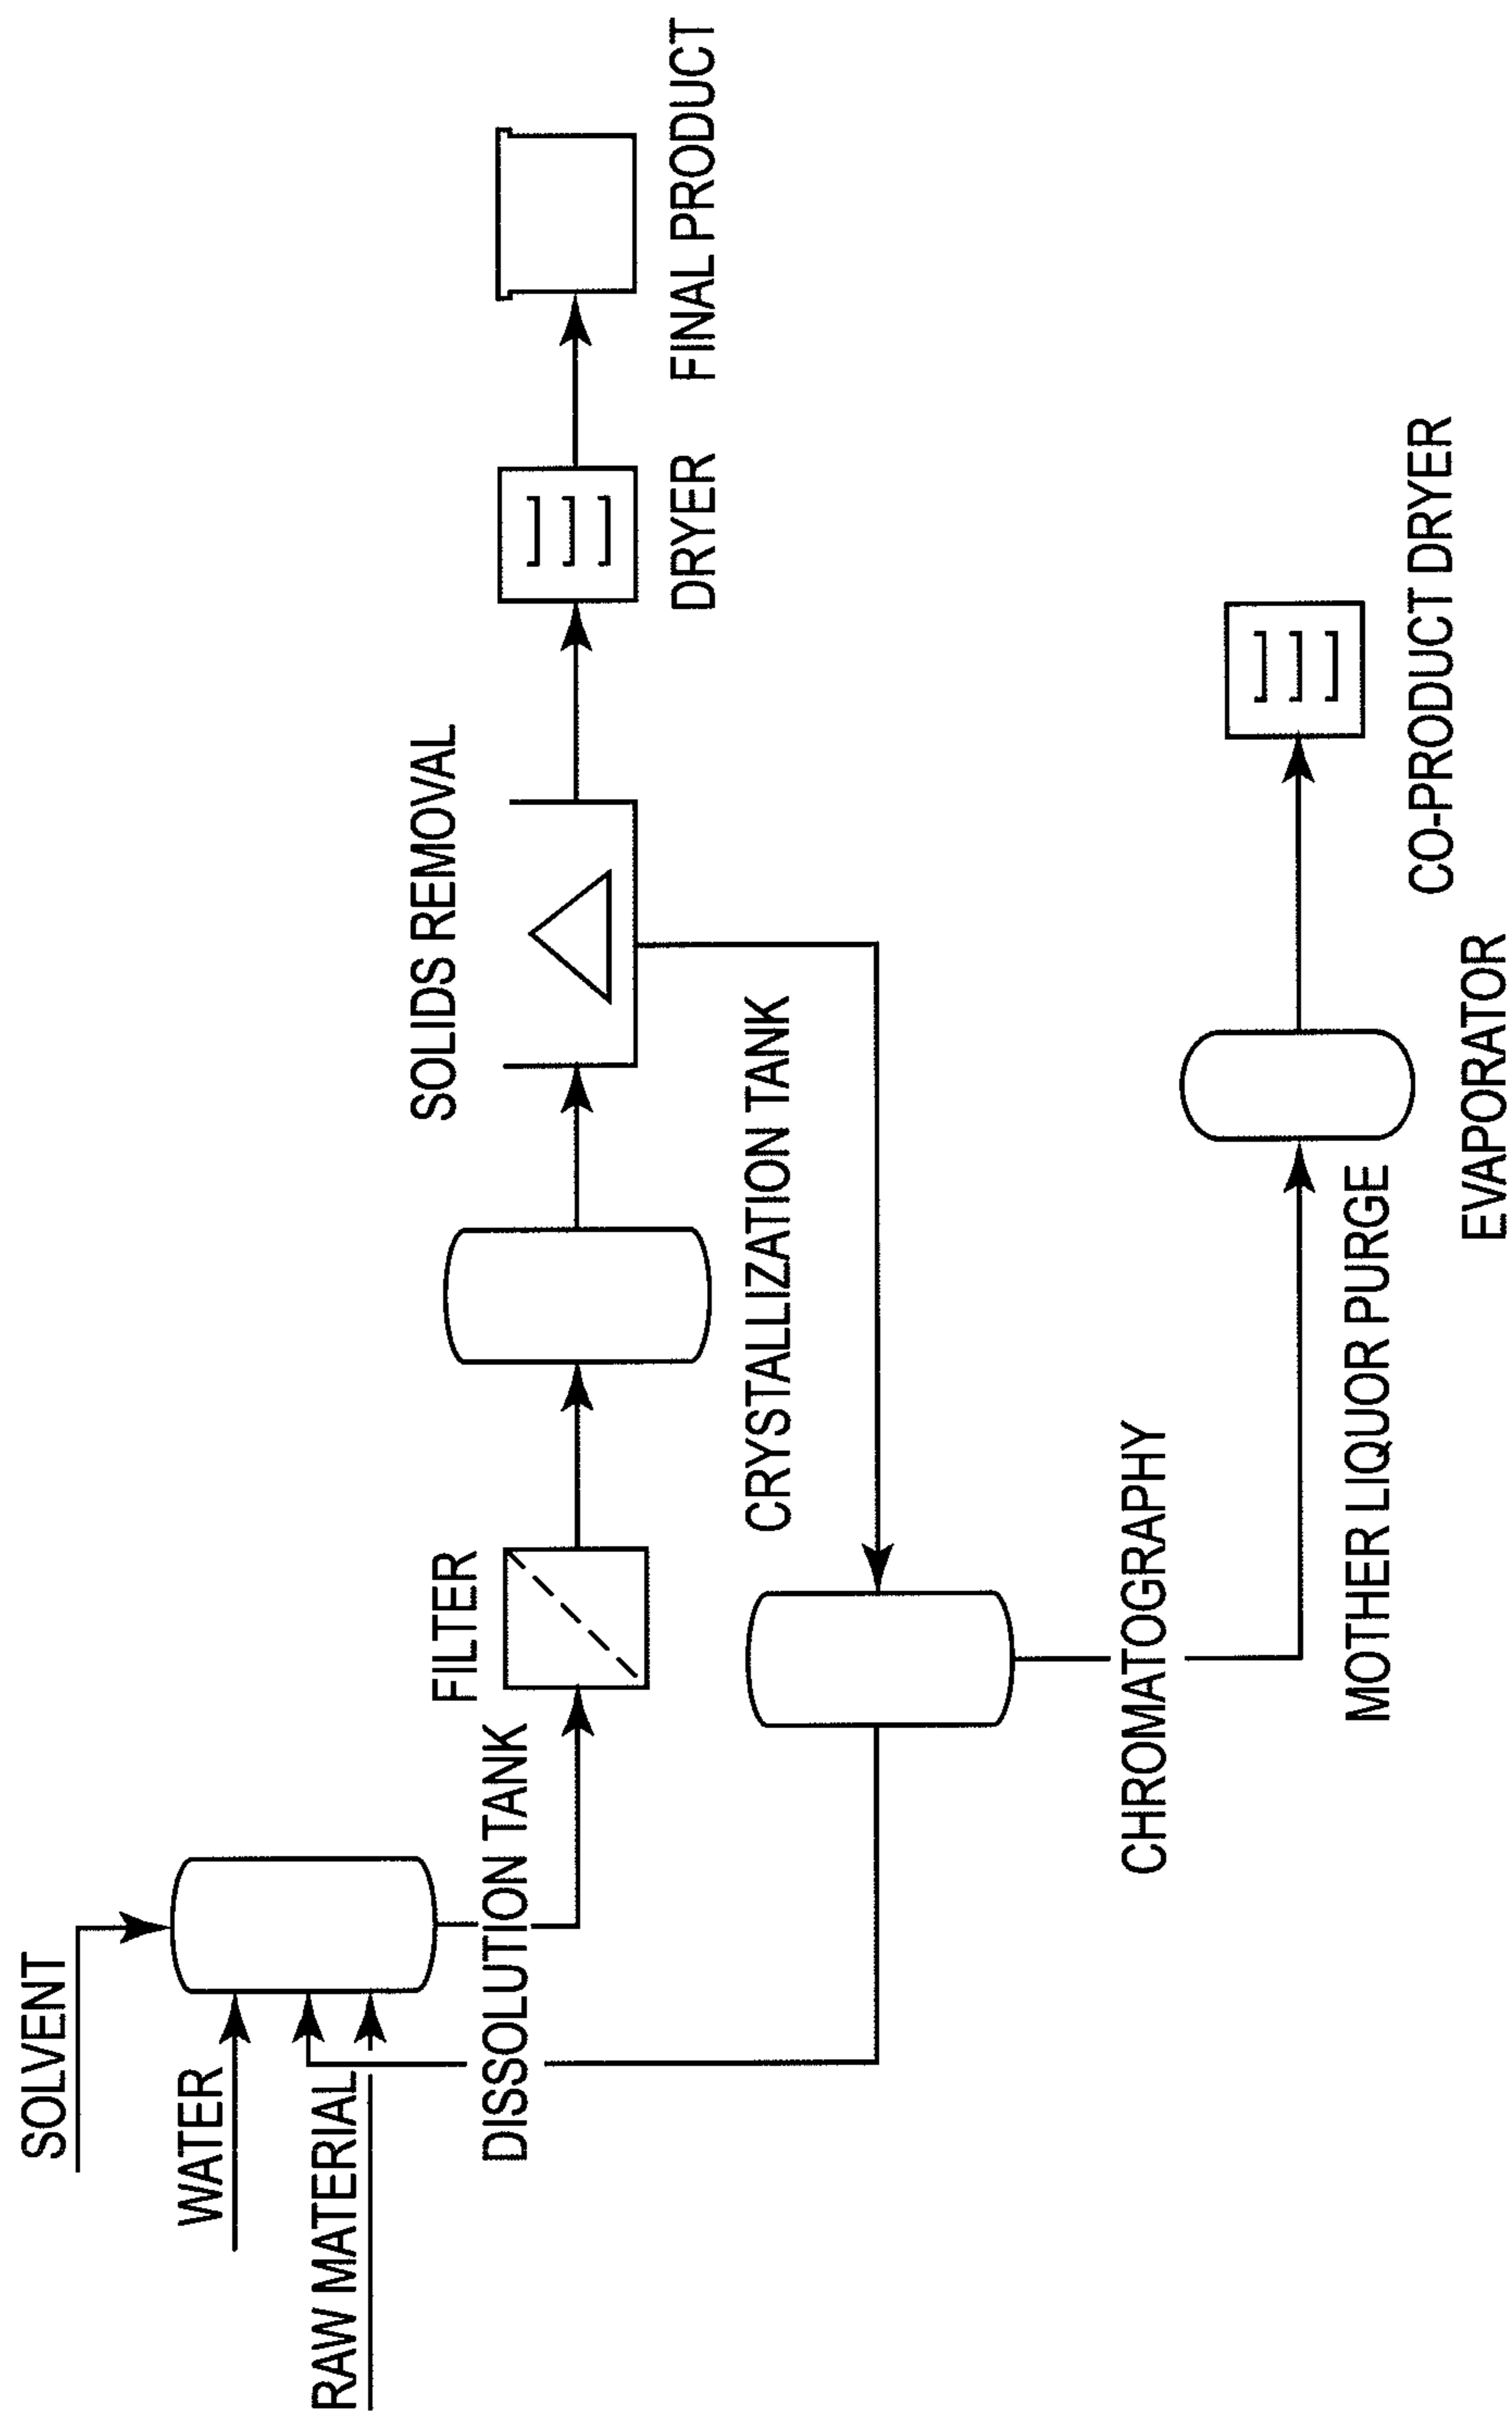 SOLVENT
WATER
RAW MATERIAL
DISSOLUTION TANK
FILTER
SOLIDS REMOVAL
CRYSTALLIZATION TANK
DRYER
FINAL PRODUCT
CHROMATOGRAPHY
MOTHER LIQUOR PURGE
EVAPORATOR
CO-PRODUCT DRYER